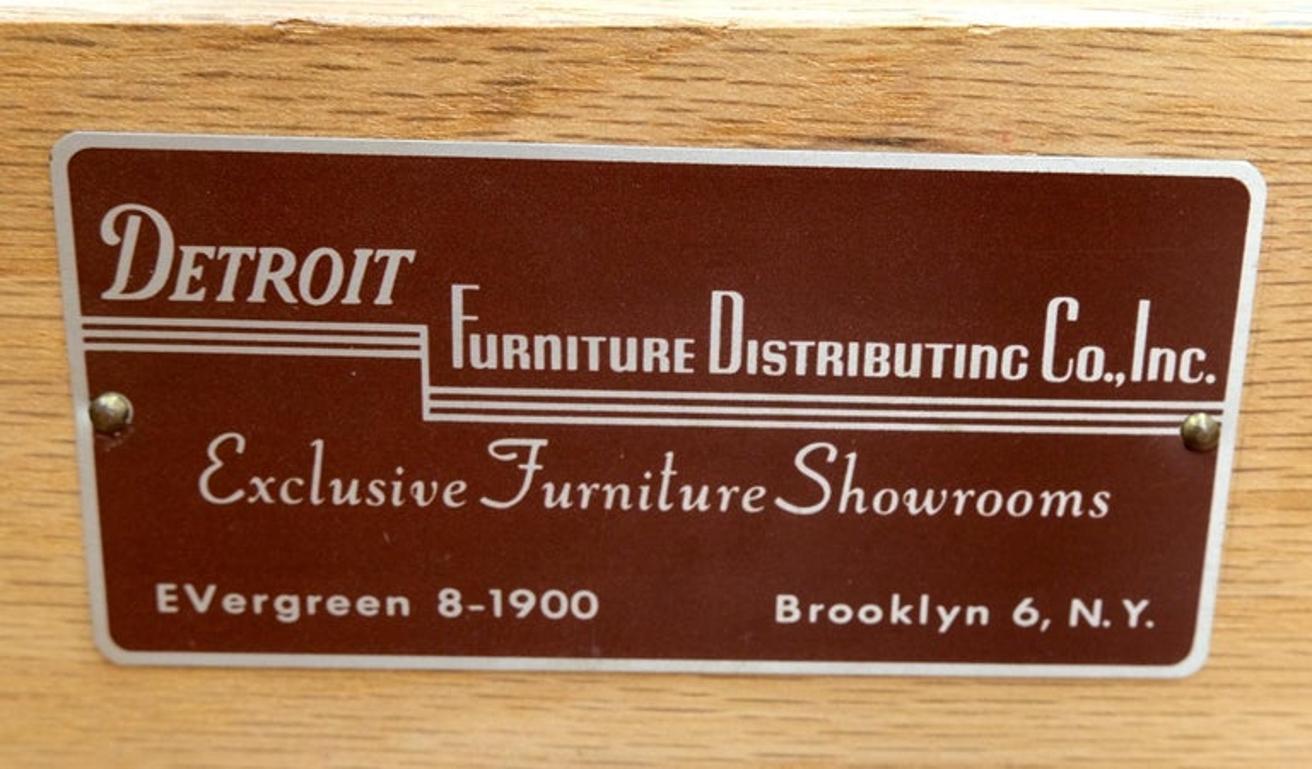 DETROIT
FURNITURE DISTRIBUTING CO., INC.
Exclusive Furniture Showrooms
EVergreen 8-1900 Brooklyn 6, N.Y.